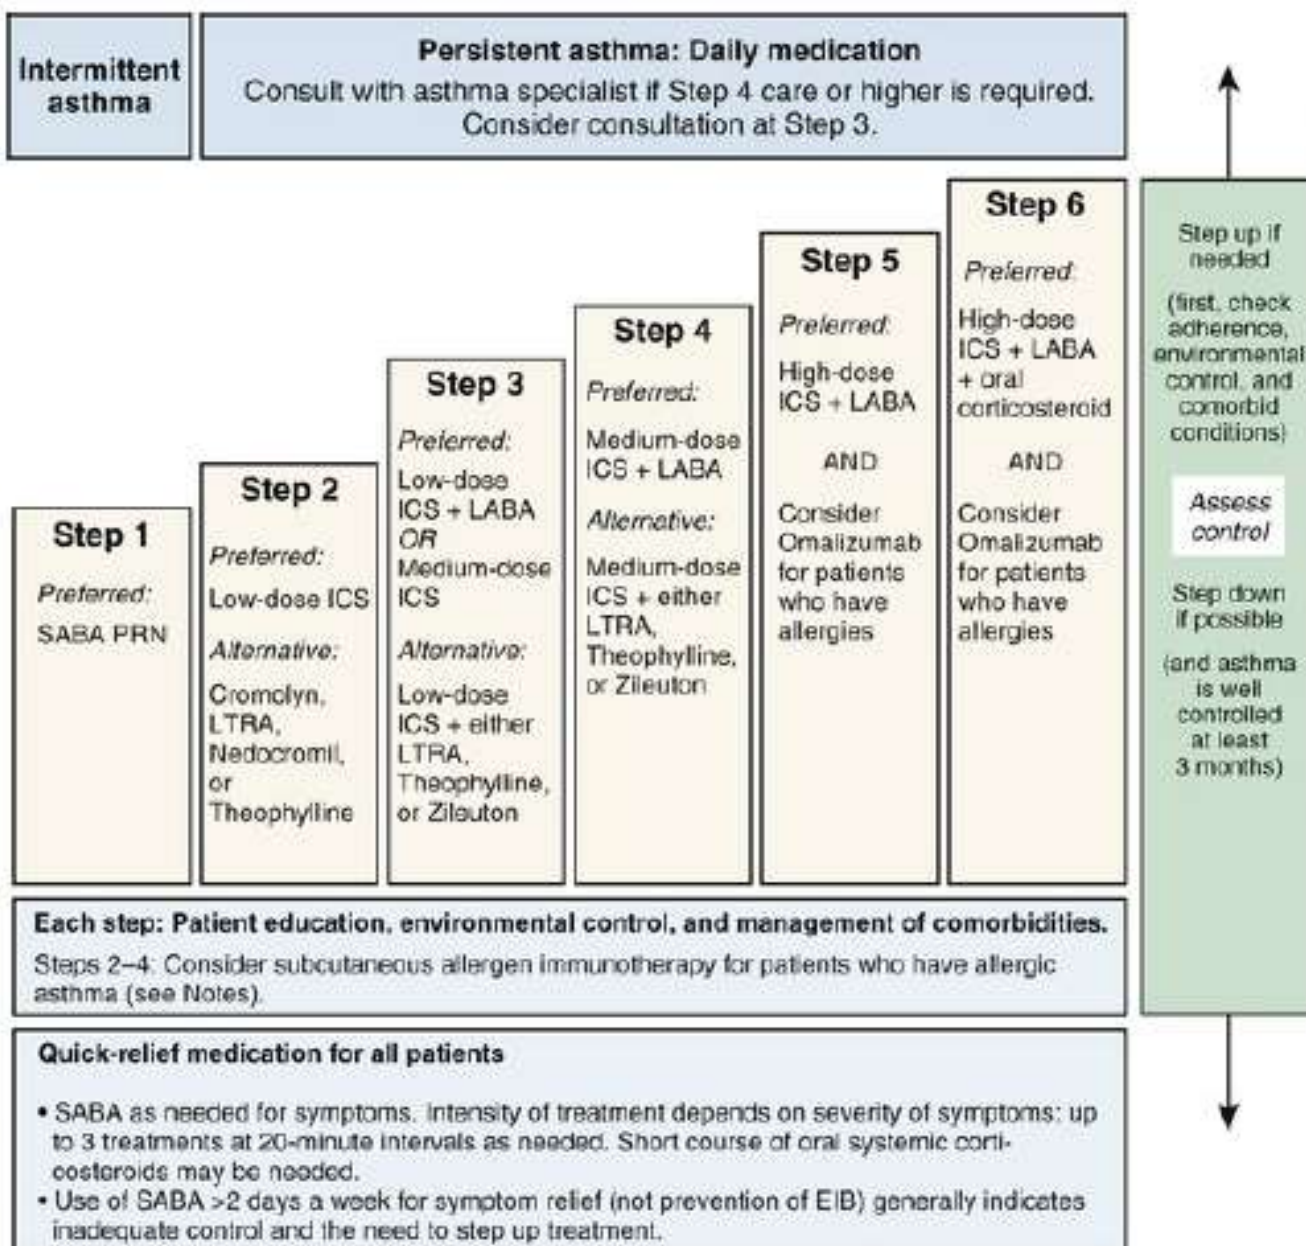 Intermittent
asthma
Persistent asthma: Daily medication
Consult with asthma specialist if Step 4 care or higher is required.
Consider consultation at Step 3.
Step 1
Preferred:
SABA PRN
Step 2
Preferred:
Low-dose ICS
Alternative:
Cromolyn,
LTRA,
Nedocromil,
or
Theophylline
Step 3
Preferred:
Low-dose
ICS + LABA
OR
Medium-dose
ICS
Alternative:
Low-dose
ICS + either
LTRA,
Theophylline,
or Zileuton
Step 4
Preferred:
Medium-dose
ICS + LABA
Alternative:
Medium-dose
ICS + either
LTRA,
Theophylline,
or Zileuton
Step 5
Preferred:
High-dose
ICS + LABA
AND
Consider
Omalizumab
for patients
who have
allergies
Step 6
Preferred:
High-dose
ICS + LABA
+ oral
corticosteroid
AND
Consider
Omalizumab
for patients
who have
allergies
Step up if
needed
(first, check
adherence,
environmental
control, and
comorbid
conditions)
Assess
control
Step down
if possible
(and asthma
is well
controlled
at least
3 months)
Each step: Patient education, environmental control, and management of comorbidities.
Steps 2–4: Consider subcutaneous allergen immunotherapy for patients who have allergic
asthma (see Notes).
Quick-relief medication for all patients
• SABA as needed for symptoms. Intensity of treatment depends on severity of symptoms: up
to 3 treatments at 20-minute intervals as needed. Short course of oral systemic corti-
costeroids may be needed.
• Use of SABA >2 days a week for symptom relief (not prevention of EIB) generally indicates
inadequate control and the need to step up treatment.